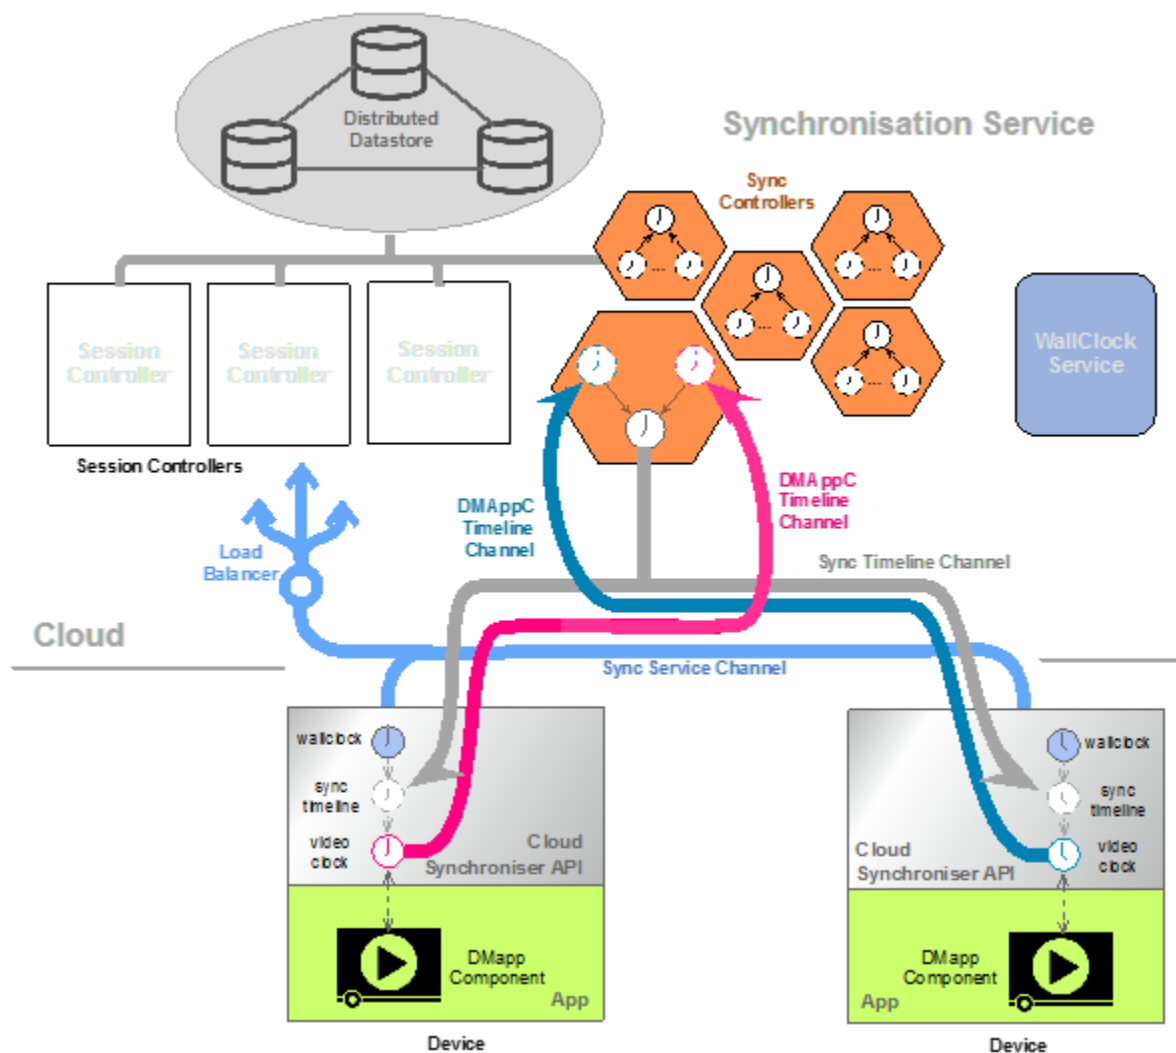 Distributed
Datastore
Synchronisation Service
Sync
Controllers
Session
Controller
Session
Controller
Session
Controller
WallClock
Service
Session Controllers
DMAppC
Timeline
Channel
DMAppC
Timeline
Channel
Load
Balancer
Sync Timeline Channel
Cloud
Sync Service Channel
wallclock
sync
timeline
video
clock
Cloud
Synchroniser API
DMapp
Component
App
Device
wallclock
sync
timeline
video
clock
Cloud
Synchroniser API
DMapp
Component
App
Device